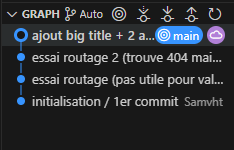 GRAPH Auto
ajout big title + 2 a... main
essai routage 2 (trouve 404 mai...
essai routage (pas utile pour val...
initialisation / 1er commit Samvht